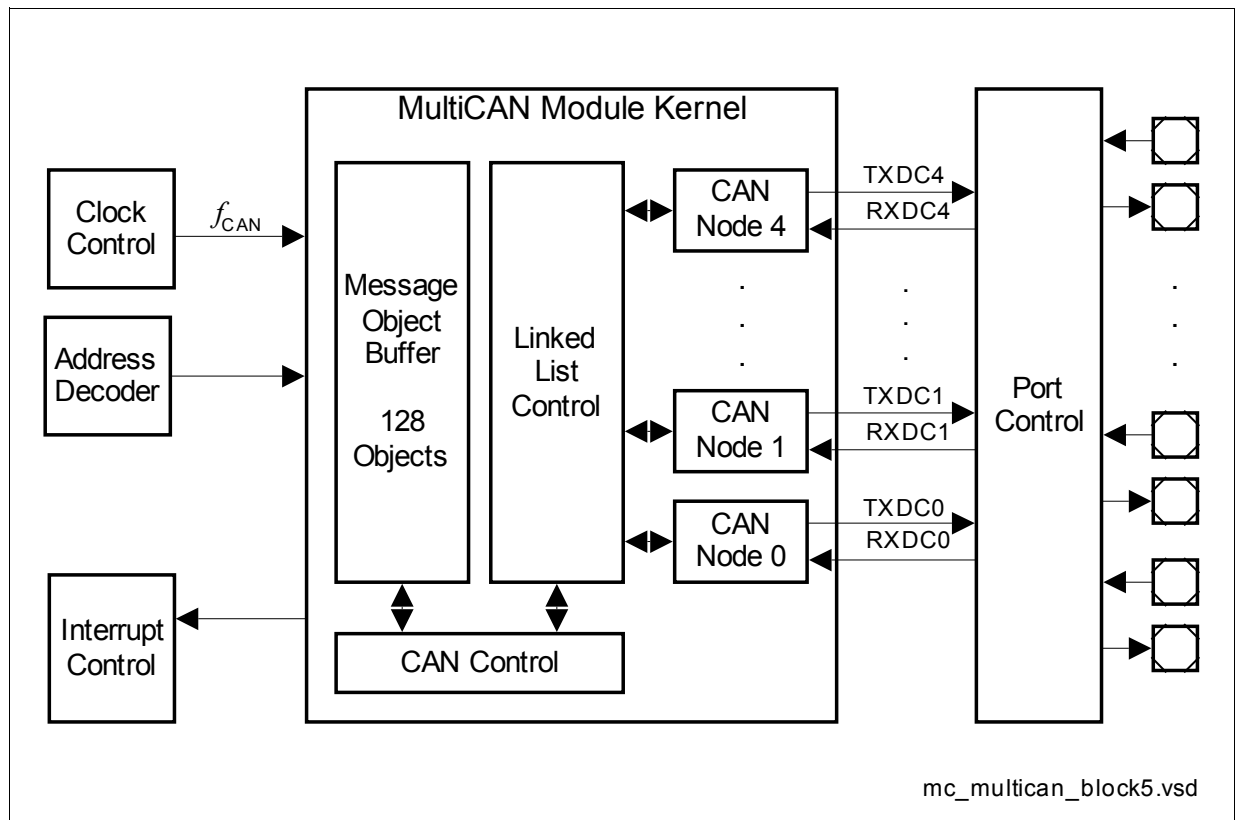 MultiCAN Module Kernel
Clock
Control
fCAN
Address
Decoder
Interrupt
Control
Message
Object
Buffer
128
Objects
Linked
List
Control
CAN Control
CAN
Node 4
CAN
Node 1
CAN
Node 0
TXDC4
RXDC4
TXDC1
RXDC1
TXDC0
RXDC0
Port
Control
mc_multican_block5.vsd